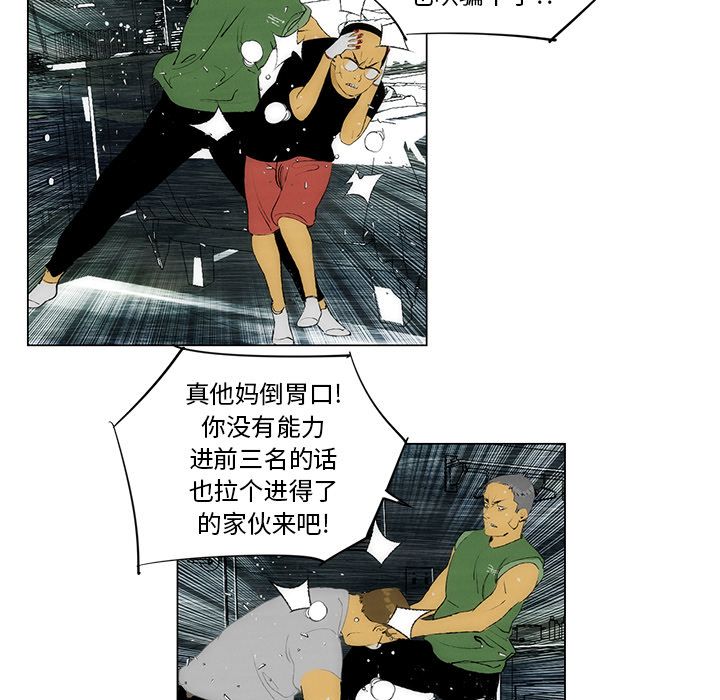 真他妈倒胃口!
你没有能力
进前三名的话
也拉个进得了
的家伙来吧!